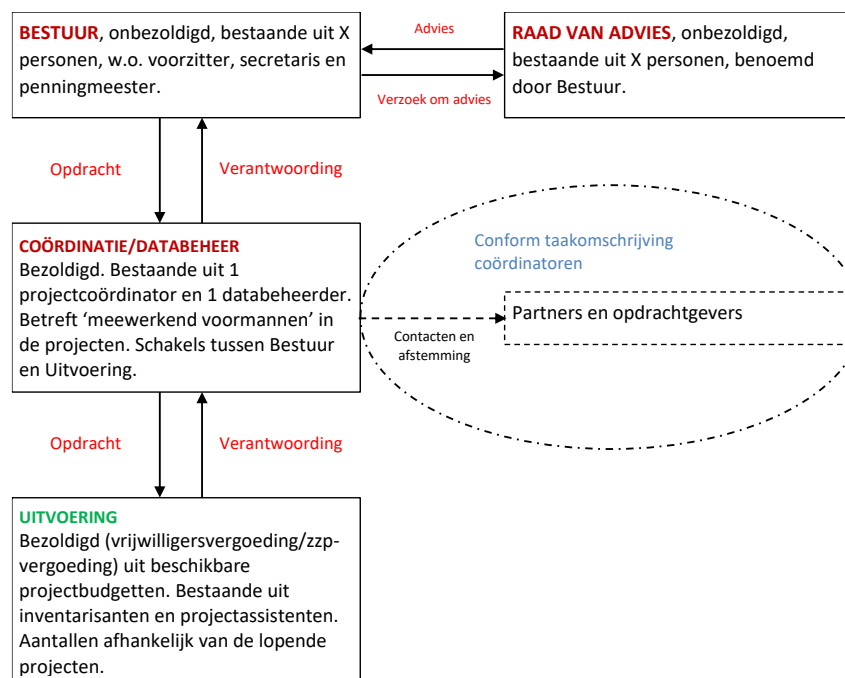 BESTUUR, onbezoldigd, bestaande uit X
personen, w.o. voorzitter, secretaris en
penningmeester.
Advies
Verzoek om advies
RAAD VAN ADVIES, onbezoldigd,
bestaande uit X personen, benoemd
door Bestuur.
Opdracht
Verantwoording
COÖRDINATIE/DATABEHEER
Bezoldigd. Bestaande uit 1
projectcoördinator en 1 databeheerder.
Betreft ‘meewerkend voormannen’ in
de projecten. Schakels tussen Bestuur
en Uitvoering.
Conform taakomschrijving
coördinatoren
Partners en opdrachtgevers
Contacten en
afstemming
Opdracht
Verantwoording
UITVOERING
Bezoldigd (vrijwilligersvergoeding/zzp-
vergoeding) uit beschikbare
projectbudgetten. Bestaande uit
inventarisanten en projectassistenten.
Aantallen afhankelijk van de lopende
projecten.